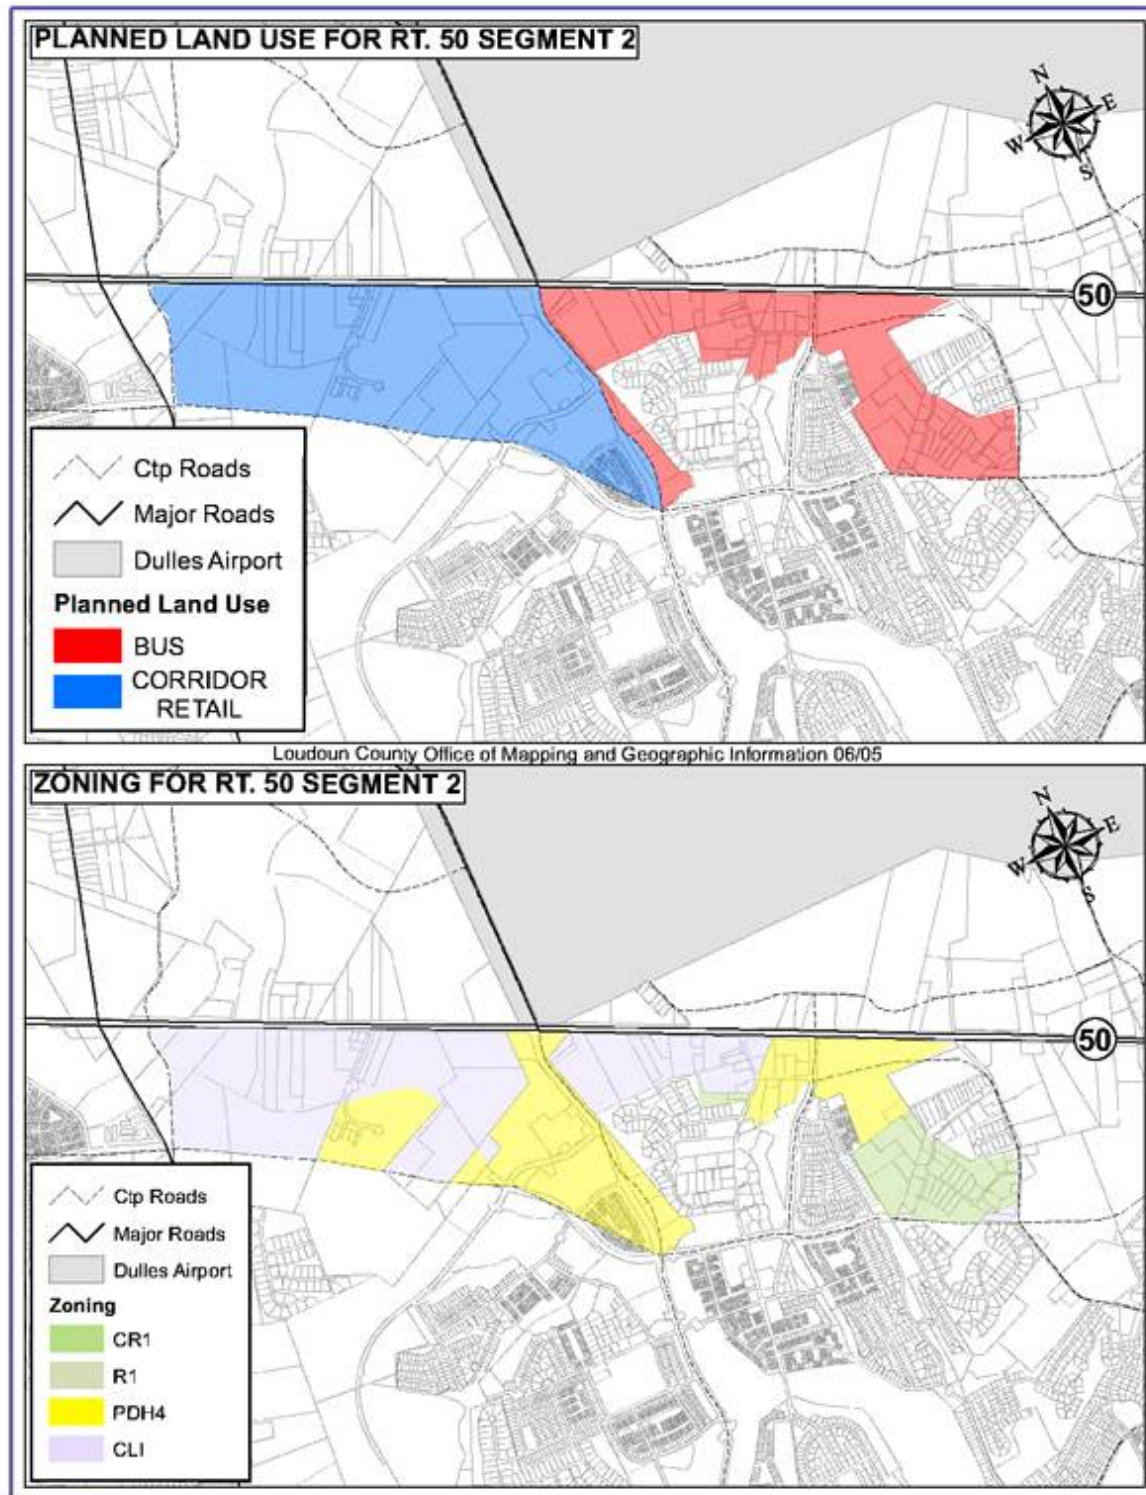 PLANNED LAND USE FOR RT. 50 SEGMENT 2
N
E
W
S
50
Ctp Roads
Major Roads
Dulles Airport
Planned Land Use
BUS
CORRIDOR
RETAIL
Loudoun County Office of Mapping and Geographic Information 06/05
ZONING FOR RT. 50 SEGMENT 2
N
E
W
S
50
Ctp Roads
Major Roads
Dulles Airport
Zoning
CR1
R1
PDH4
CLI